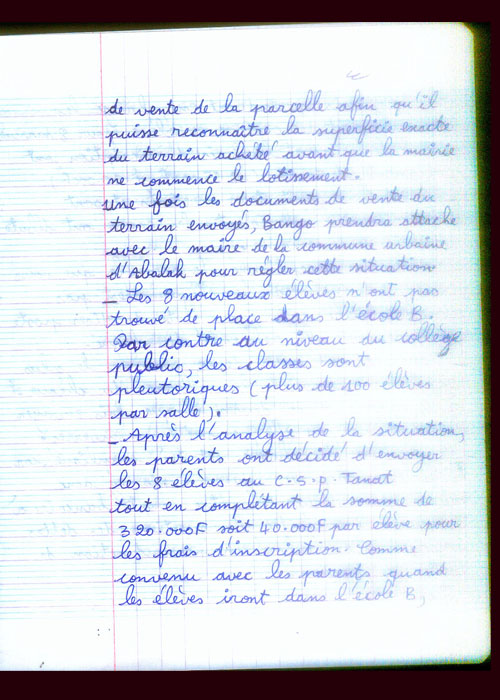 de vente de la parcelle afin qu'il
puisse reconnaître la superficie exacte
du terrain acheté avant que la mairie
ne commence le lotissement.
Une fois les documents de vente du
terrain envoyés, Bango prendra attache
avec le maire de la commune urbaine
d'Abalak pour régler cette situation
_ Les 8 nouveaux élèves n'ont pas
trouvé de place dans l'école B.
Par contre au niveau du collège
public, les classes sont
pleutoriques (plus de 100 élèves
par salle).
_ Après l'analyse de la situation,
les parents ont décidé d'envoyer
les 8 élèves au C.S.P. Tanat
tout en complétant la somme de
320.000F soit 40.000F par élève pour
les frais d'inscription. Comme
convenu avec les parents quand
les élèves iront dans l'école B,